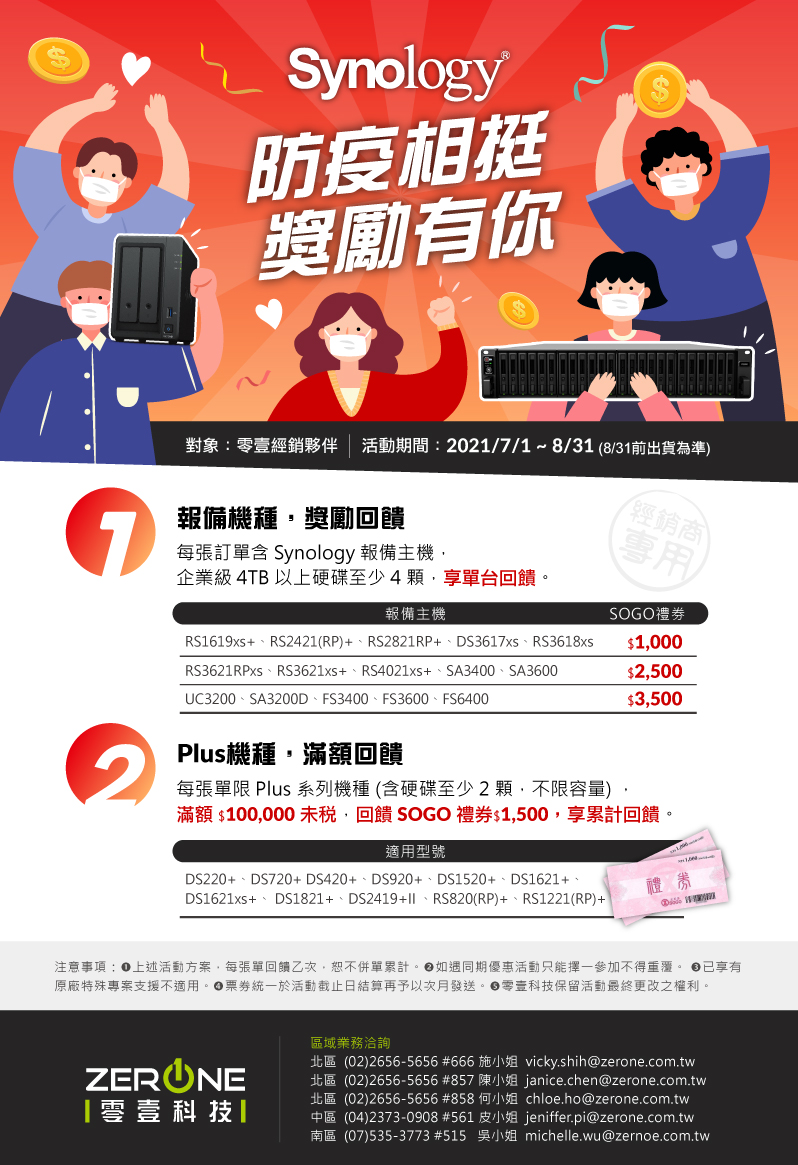 Synology®
防疫相挺
獎勵有你
對象：零壹經銷夥伴｜活動期間：2021/7/1 ~ 8/31 (8/31前出貨為準)
1
報備機種，獎勵回饋
經銷商
專用
每張訂單含 Synology 報備主機，
企業級 4TB 以上硬碟至少 4 顆，享單台回饋。
報備主機 SOGO禮券
RS1619xs+、RS2421(RP)+、RS2821RP+、DS3617xs、RS3618xs $1,000
RS3621RPxs、RS3621xs+、RS4021xs+、SA3400、SA3600 $2,500
UC3200、SA3200D、FS3400、FS3600、FS6400 $3,500
2
Plus機種，滿額回饋
每張單限 Plus 系列機種 (含硬碟至少 2 顆，不限容量)，
滿額 $100,000 未稅，回饋 SOGO 禮券$1,500，享累計回饋。
適用型號
DS220+、DS720+ DS420+、DS920+、DS1520+、DS1621+、
DS1621xs+、 DS1821+、DS2419+II 、RS820(RP)+、RS1221(RP)+
禮 券
SOGO
注意事項：❶上述活動方案，每張單回饋乙次，恕不併單累計。❷如遇同期優惠活動只能擇一參加不得重覆。 ❸已享有
原廠特殊專案支援不適用。❹票券統一於活動截止日結算再予以次月發送。❺零壹科技保留活動最終更改之權利。
ZERONE
零壹科技
區域業務洽詢
北區 (02)2656-5656 #666 施小姐 vicky.shih@zerone.com.tw
北區 (02)2656-5656 #857 陳小姐 janice.chen@zerone.com.tw
北區 (02)2656-5656 #858 何小姐 chloe.ho@zerone.com.tw
中區 (04)2373-0908 #561 皮小姐 jeniffer.pi@zerone.com.tw
南區 (07)535-3773 #515 吳小姐 michelle.wu@zernoe.com.tw